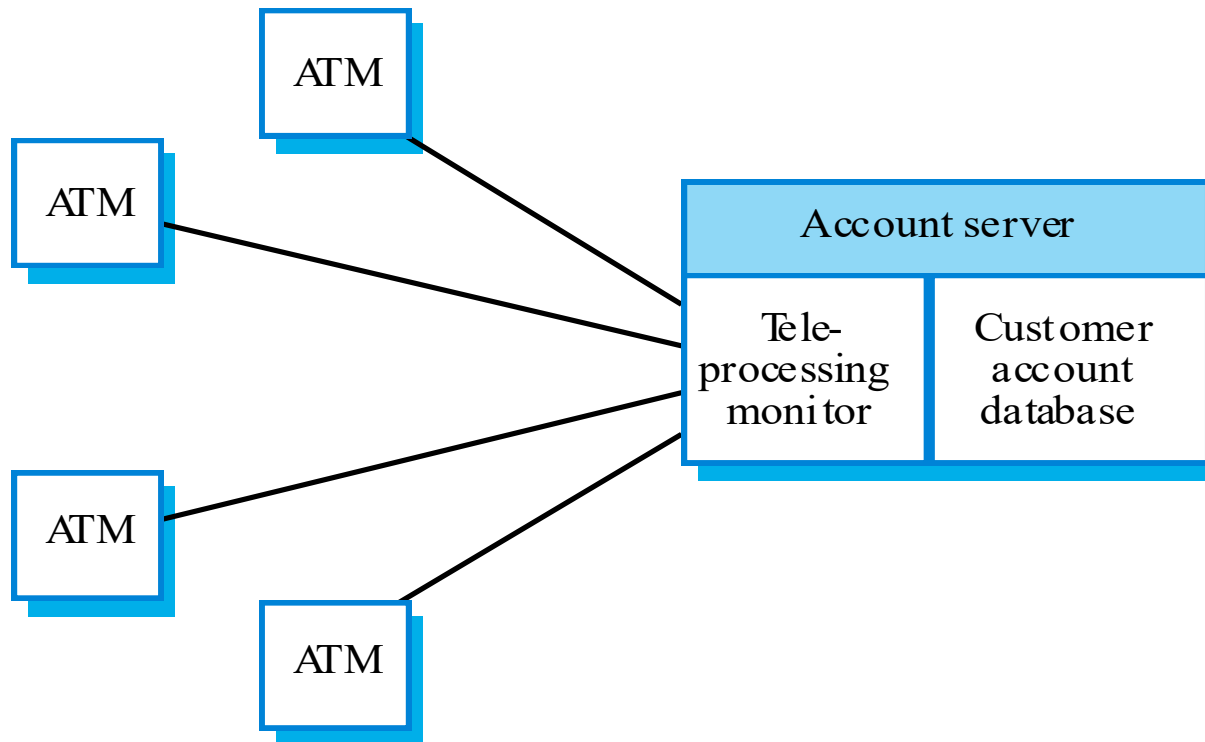 ATM
ATM
Account server
Tele-
processing
monitor
Customer
account
database
ATM
ATM